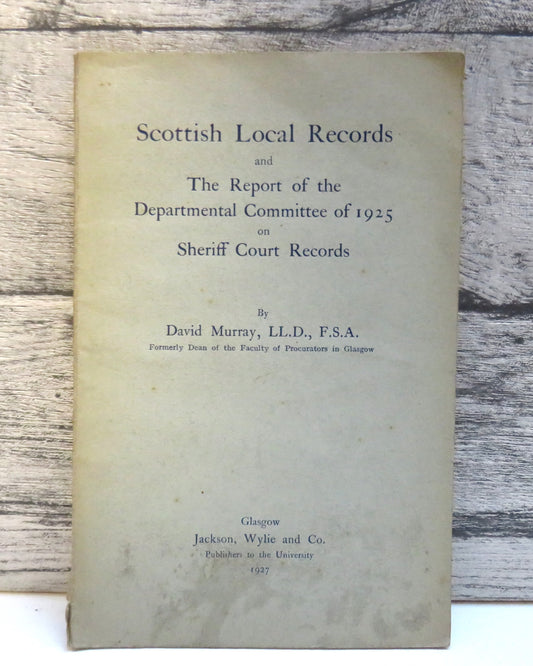 Scottish Local Records
and
The Report of the
Departmental Committee of 1925
on
Sheriff Court Records
By
David Murray, LL.D., F.S.A.
Formerly Dean of the Faculty of Procurators in Glasgow
Glasgow
Jackson, Wylie and Co.
Publishers to the University
1927